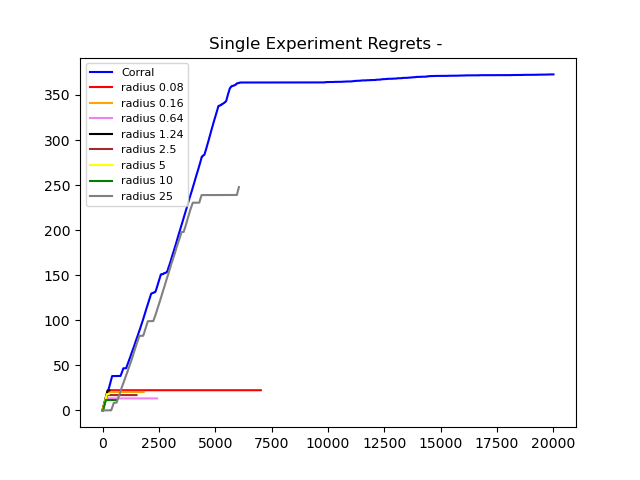 Single Experiment Regrets -
Corral
radius 0.08
radius 0.16
radius 0.64
radius 1.24
radius 2.5
radius 5
radius 10
radius 25
350
300
250
200
150
100
50
0
0 2500 5000 7500 10000 12500 15000 17500 20000